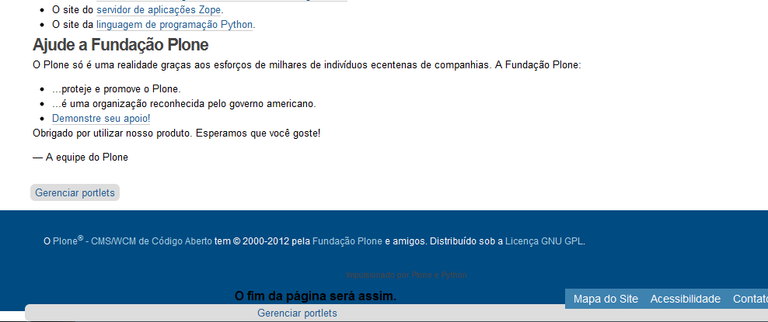 O site do servidor de aplicações Zope.
O site da linguagem de programação Python.
Ajude a Fundação Plone
O Plone só é uma realidade graças aos esforços de milhares de indivíduos ecentenas de companhias. A Fundação Plone:
...proteje e promove o Plone.
...é uma organização reconhecida pelo governo americano.
Demonstre seu apoio!
Obrigado por utilizar nosso produto. Esperamos que você goste!
— A equipe do Plone
Gerenciar portlets
O Plone® - CMS/WCM de Código Aberto tem © 2000-2012 pela Fundação Plone e amigos. Distribuído sob a Licença GNU GPL.
por Plone e Python
O fim da página será assim.
Mapa do Site Acessibilidade Contato
Gerenciar portlets